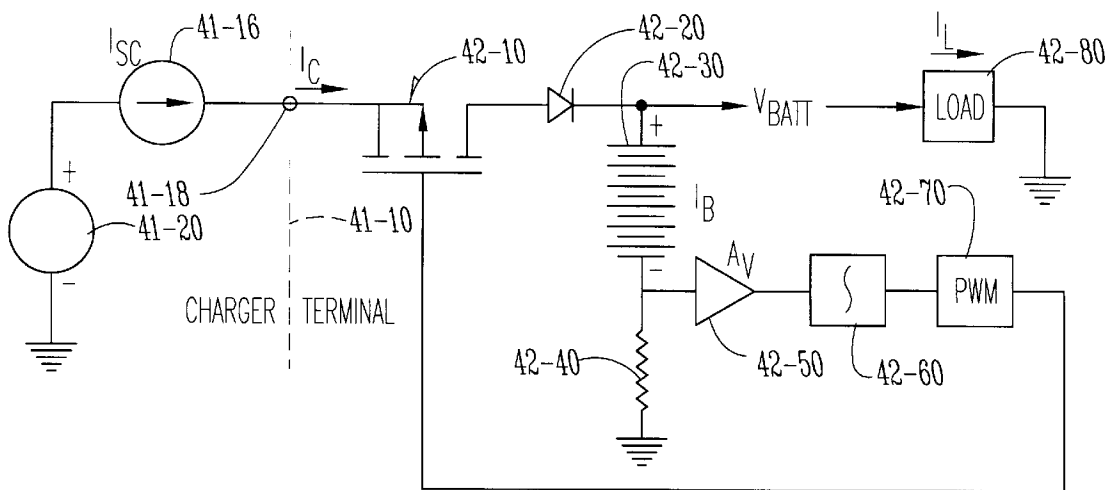 I_SC
41-16
I_C
42-10
42-20
42-30
I_L
42-80
+
V_BATT
LOAD
+
41-18
41-10
41-20
-
I_B
42-70
-
A_V
∫
PWM
CHARGER
TERMINAL
42-40
42-50
42-60